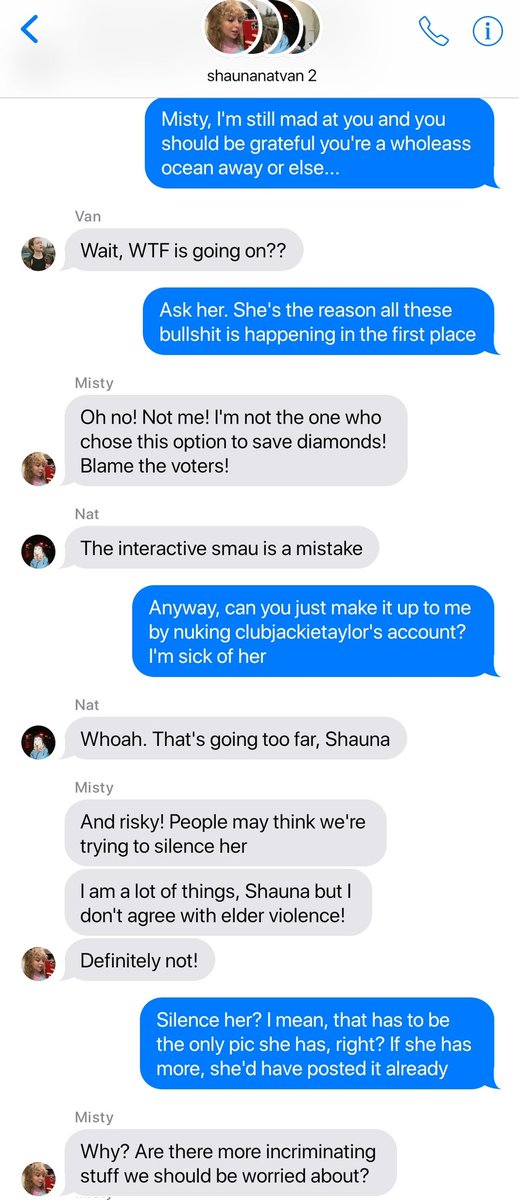 shaunanatvan 2
Misty, I'm still mad at you and you
should be grateful you're a wholeass
ocean away or else...
Van
Wait, WTF is going on??
Ask her. She's the reason all these
bullshit is happening in the first place
Misty
Oh no! Not me! I'm not the one who
chose this option to save diamonds!
Blame the voters!
Nat
The interactive smau is a mistake
Anyway, can you just make it up to me
by nuking clubjackietaylor's account?
I'm sick of her
Nat
Whoah. That's going too far, Shauna
Misty
And risky! People may think we're
trying to silence her
I am a lot of things, Shauna but I
don't agree with elder violence!
Definitely not!
Silence her? I mean, that has to be
the only pic she has, right? If she has
more, she'd have posted it already
Misty
Why? Are there more incriminating
stuff we should be worried about?